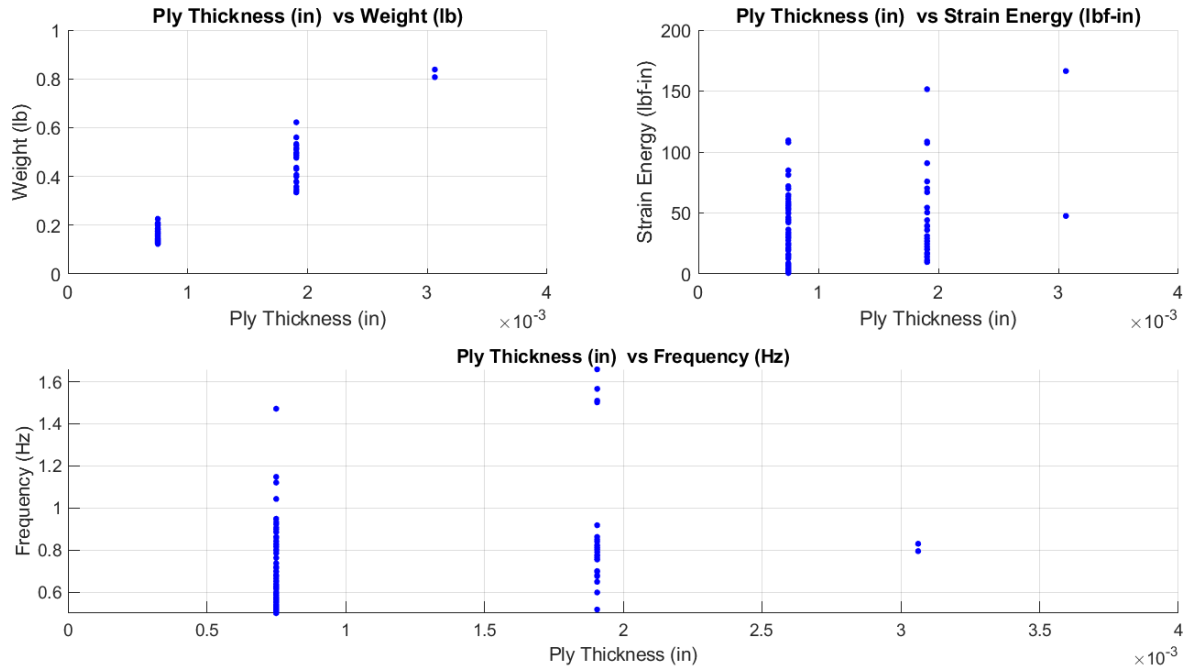 Ply Thickness (in)  vs Weight (lb)
Weight (lb)
1
0.8
0.6
0.4
0.2
0
0 1 2 3 4
Ply Thickness (in)
×10-3
Ply Thickness (in)  vs Strain Energy (lbf-in)
Strain Energy (lbf-in)
200
150
100
50
0
0 1 2 3 4
Ply Thickness (in)
×10-3
Ply Thickness (in)  vs Frequency (Hz)
Frequency (Hz)
1.6
1.4
1.2
1
0.8
0.6
0 0.5 1 1.5 2 2.5 3 3.5 4
Ply Thickness (in)
×10-3